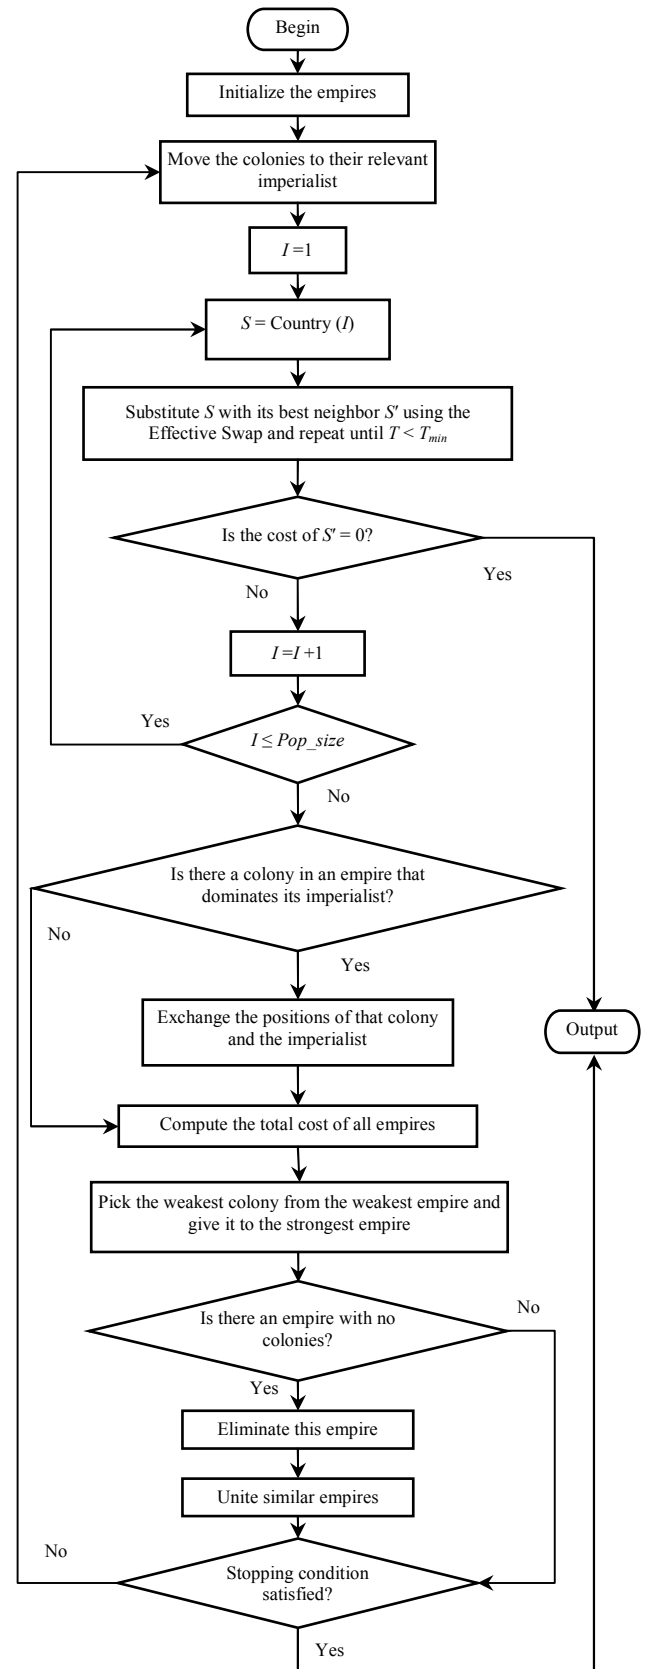 Begin
Initialize the empires
Move the colonies to their relevant
imperialist
I =1
S = Country (I)
Substitute S with its best neighbor S′ using the
Effective Swap and repeat until T < Tmin
Is the cost of S′ = 0?
Yes
No
I =I +1
Yes
I ≤ Pop_size
No
Is there a colony in an empire that
dominates its imperialist?
No
Yes
Exchange the positions of that colony
and the imperialist
Output
Compute the total cost of all empires
Pick the weakest colony from the weakest empire and
give it to the strongest empire
No
Is there an empire with no
colonies?
Yes
Eliminate this empire
Unite similar empires
No
Stopping condition
satisfied?
Yes